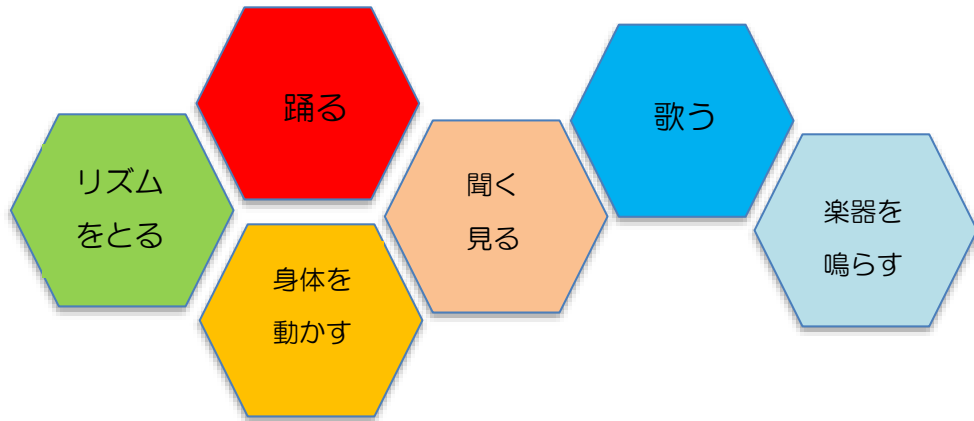 踊る
歌う
リズム
をとる
聞く
見る
楽器を
鳴らす
身体を
動かす